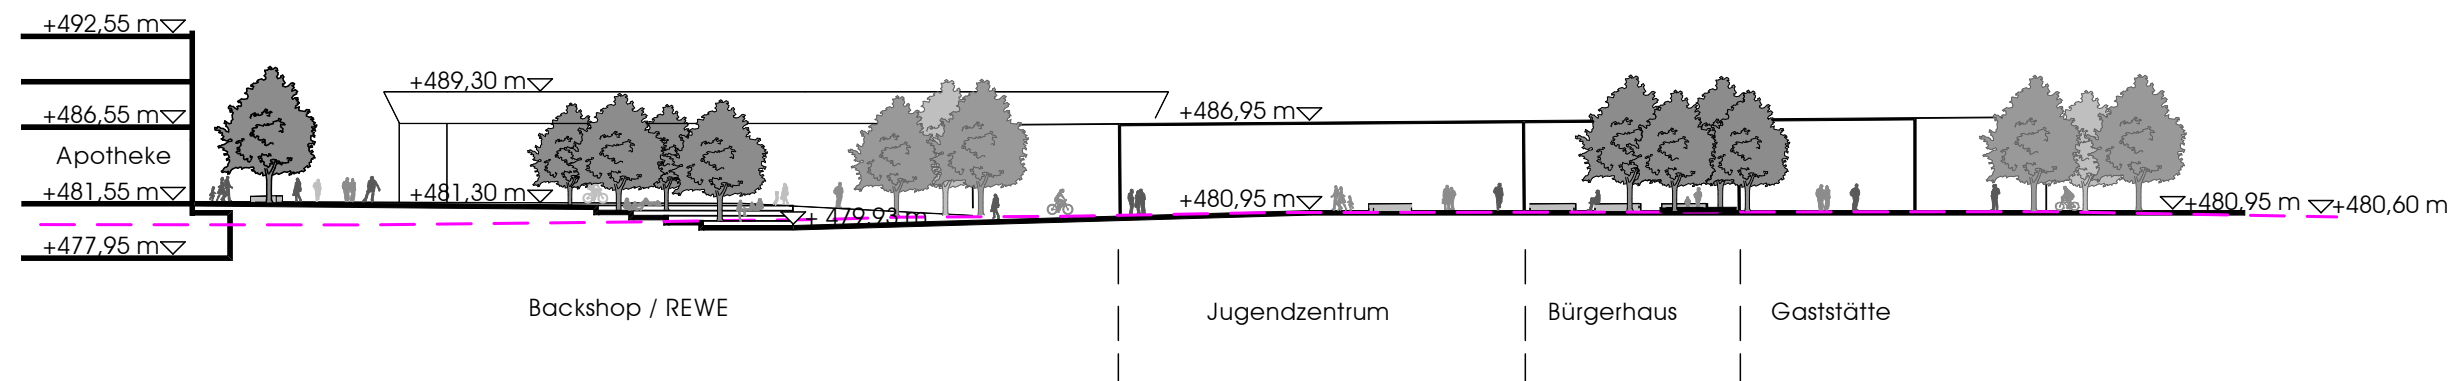 +492,55 m
+489,30 m
+486,55 m
+486,95 m
Apotheke
+481,55 m
+481,30 m
+480,95 m
+480,95 m
+480,60 m
+ 479,93 m
+477,95 m
Backshop / REWE
Jugendzentrum
Bürgerhaus
Gaststätte